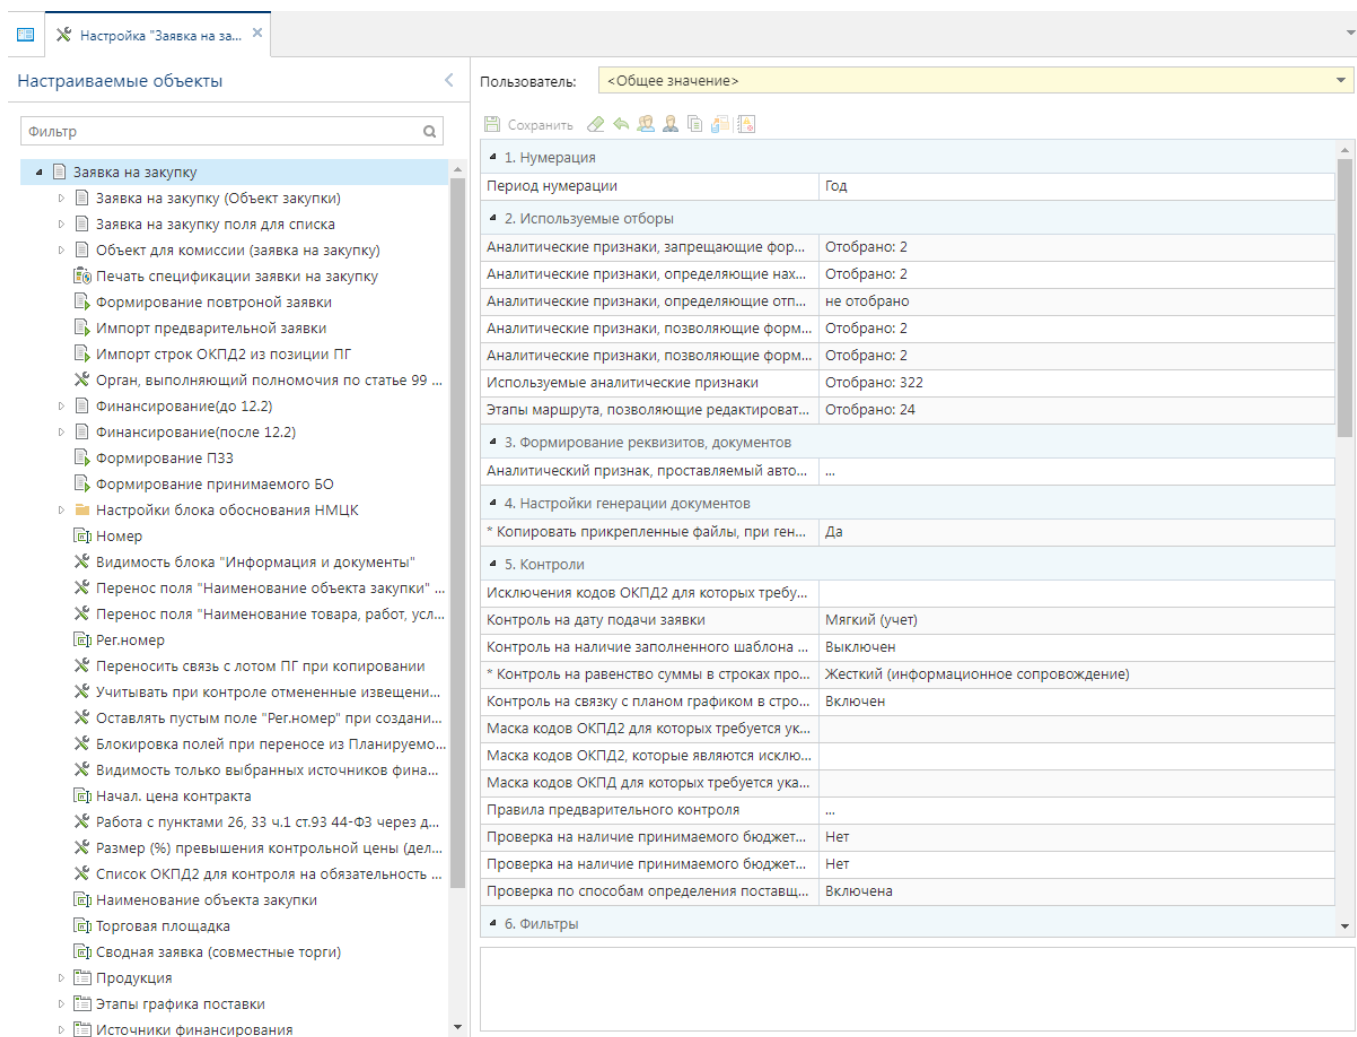 Настройка "Заявка на за...
Настраиваемые объекты
Фильтр
Заявка на закупку
Заявка на закупку (Объект закупки)
Заявка на закупку поля для списка
Объект для комиссии (заявка на закупку)
Печать спецификации заявки на закупку
Формирование повтроной заявки
Импорт предварительной заявки
Импорт строк ОКПД2 из позиции ПГ
Орган, выполняющий полномочия по статье 99 ...
Финансирование(до 12.2)
Финансирование(после 12.2)
Формирование ПЗЗ
Формирование принимаемого БО
Настройки блока обоснования НМЦК
Номер
Видимость блока "Информация и документы"
Перенос поля "Наименование объекта закупки" ...
Перенос поля "Наименование товара, работ, усл...
Рег.номер
Переносить связь с лотом ПГ при копировании
Учитывать при контроле отмененные извещени...
Оставлять пустым поле "Рег.номер" при создани...
Блокировка полей при переносе из Планируемо...
Видимость только выбранных источников фина...
Начал. цена контракта
Работа с пунктами 26, 33 ч.1 ст.93 44-ФЗ через д...
Размер (%) превышения контрольной цены (дел...
Список ОКПД2 для контроля на обязательность ...
Наименование объекта закупки
Торговая площадка
Сводная заявка (совместные торги)
Продукция
Этапы графика поставки
Источники финансирования
Пользователь: <Общее значение>
Сохранить
1. Нумерация
Период нумерации Год
2. Используемые отборы
Аналитические признаки, запрещающие фор... Отобрано: 2
Аналитические признаки, определяющие нах... Отобрано: 2
Аналитические признаки, определяющие отп... не отобрано
Аналитические признаки, позволяющие форм... Отобрано: 2
Аналитические признаки, позволяющие форм... Отобрано: 2
Используемые аналитические признаки Отобрано: 322
Этапы маршрута, позволяющие редактироват... Отобрано: 24
3. Формирование реквизитов, документов
Аналитический признак, проставляемый авто... ...
4. Настройки генерации документов
* Копировать прикрепленные файлы, при ген... Да
5. Контроли
Исключения кодов ОКПД2 для которых требу...
Контроль на дату подачи заявки Мягкий (учет)
Контроль на наличие заполненного шаблона ... Выключен
* Контроль на равенство суммы в строках про... Жесткий (информационное сопровождение)
Контроль на связку с планом графиком в стро... Включен
Маска кодов ОКПД2 для которых требуется ук...
Маска кодов ОКПД2, которые являются исклю...
Маска кодов ОКПД для которых требуется ука...
Правила предварительного контроля ...
Проверка на наличие принимаемого бюджет... Нет
Проверка на наличие принимаемого бюджет... Нет
Проверка по способам определения поставщ... Включена
6. Фильтры